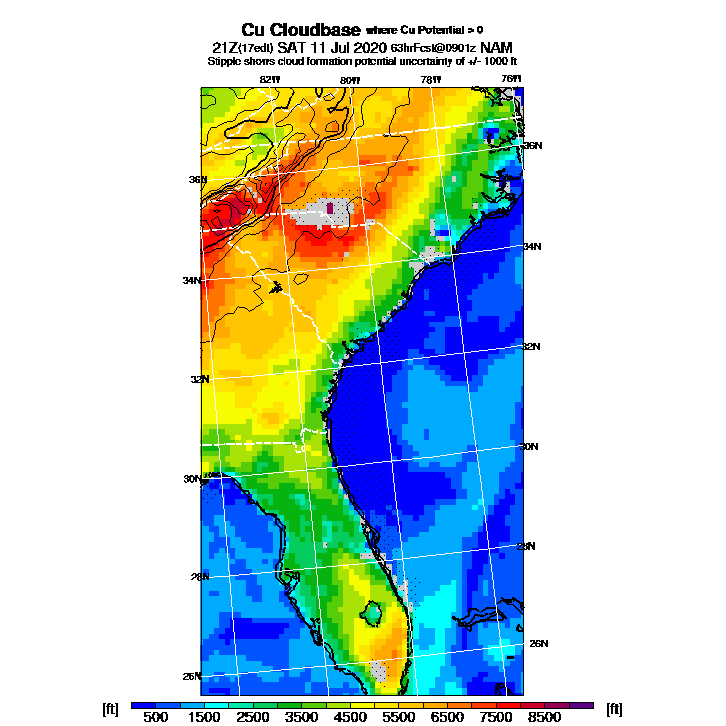 Cu Cloudbase where Cu Potential > 0
21Z(17edt) SAT 11 Jul 2020 63hrFcst@0901z NAM
Stipple shows cloud formation potential uncertainty of +/- 1000 ft
82W 80W 78W 76W
36N
36N
34N
34N
32N
32N
30N
30N
28N
28N
26N
26N
[ft] 500 1500 2500 3500 4500 5500 6500 7500 8500 [ft]